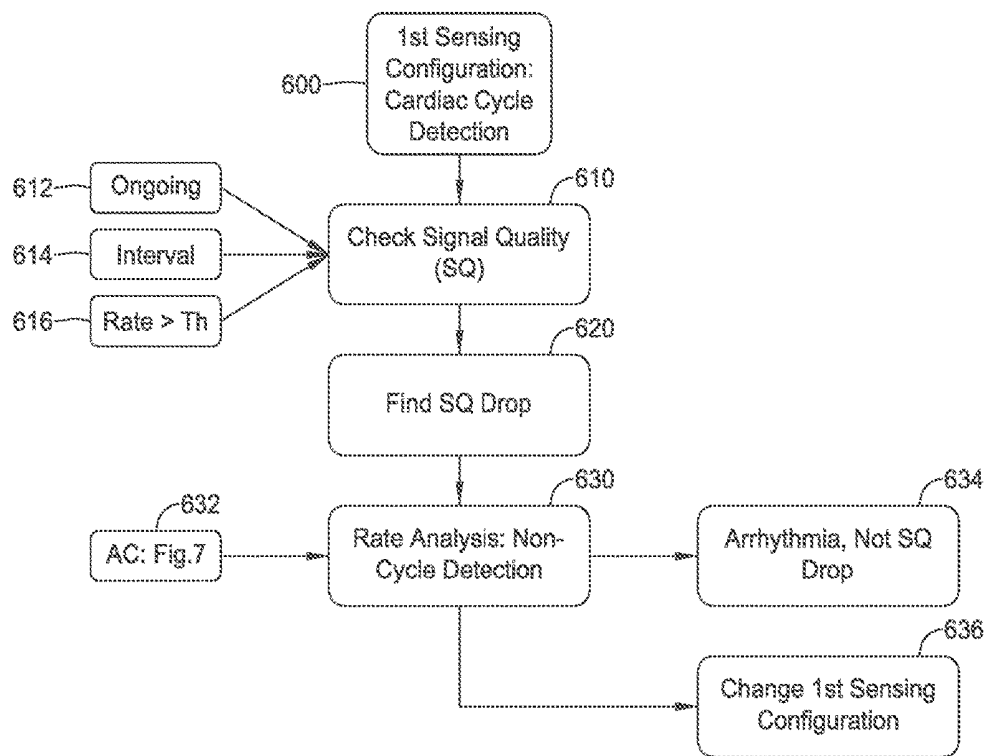 1st Sensing
Configuration:
Cardiac Cycle
Detection
600
612
Ongoing
610
614
Interval
Check Signal Quality
(SQ)
616
Rate > Th
620
Find SQ Drop
632
630
634
AC: Fig.7
Rate Analysis: Non-
Cycle Detection
Arrhythmia, Not SQ
Drop
636
Change 1st Sensing
Configuration